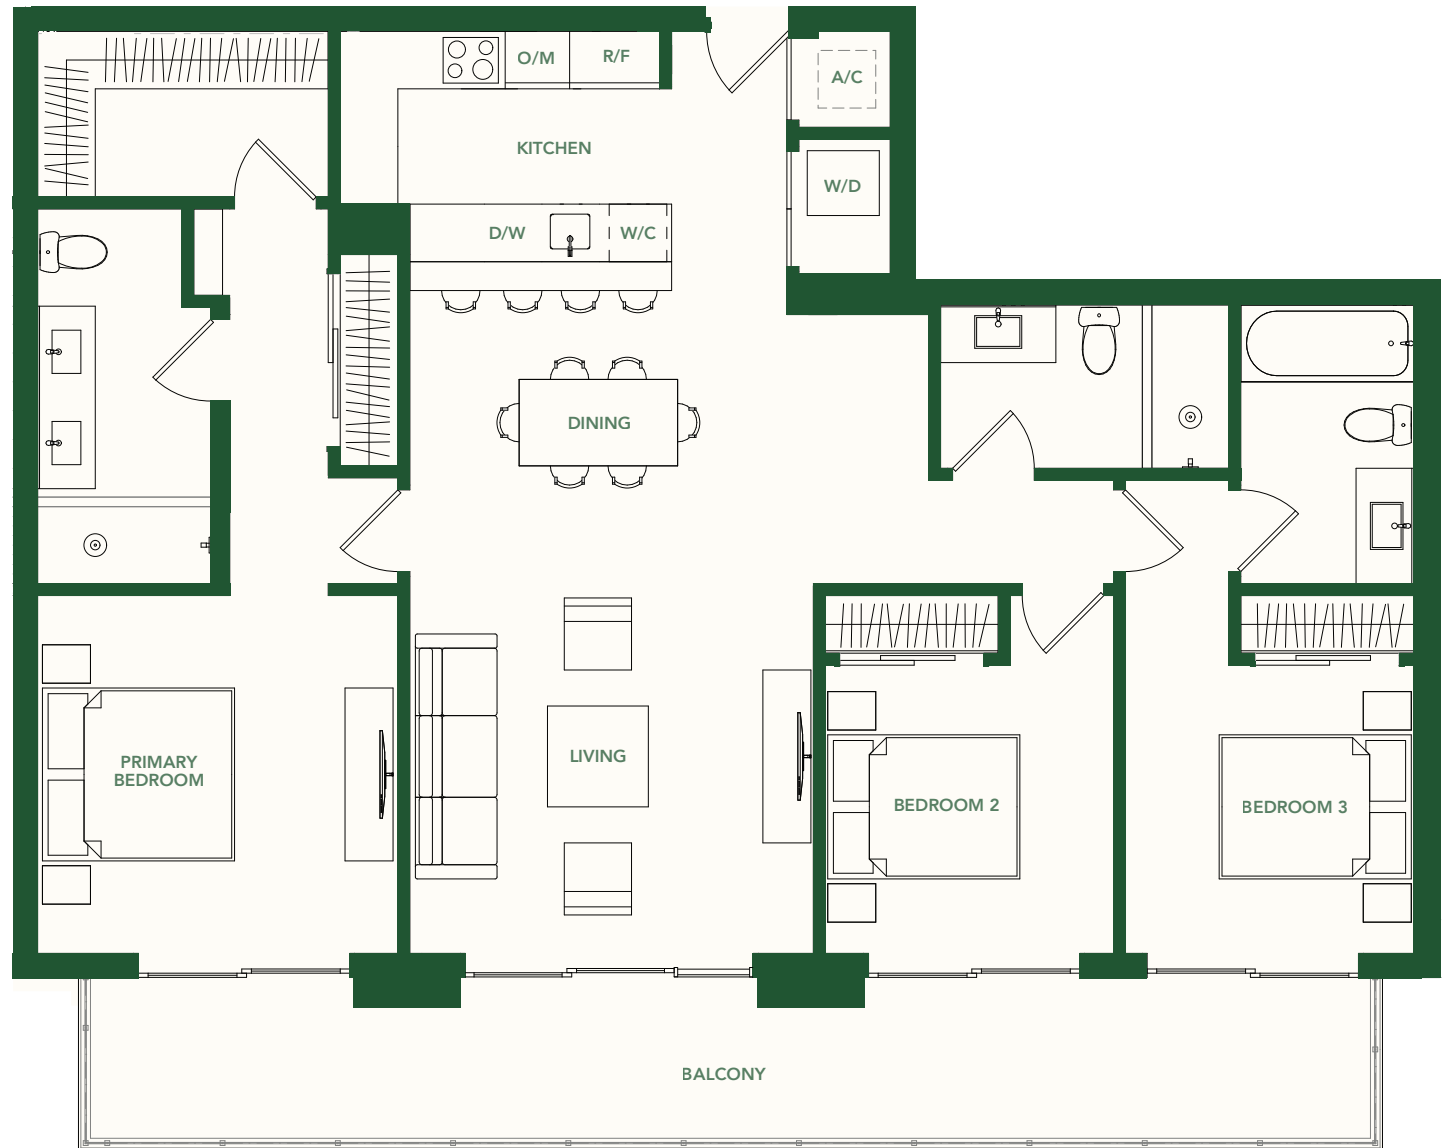 O/M
R/F
A/C
KITCHEN
W/D
D/W
W/C
DINING
LIVING
PRIMARY
BEDROOM
BEDROOM 2
BEDROOM 3
BALCONY